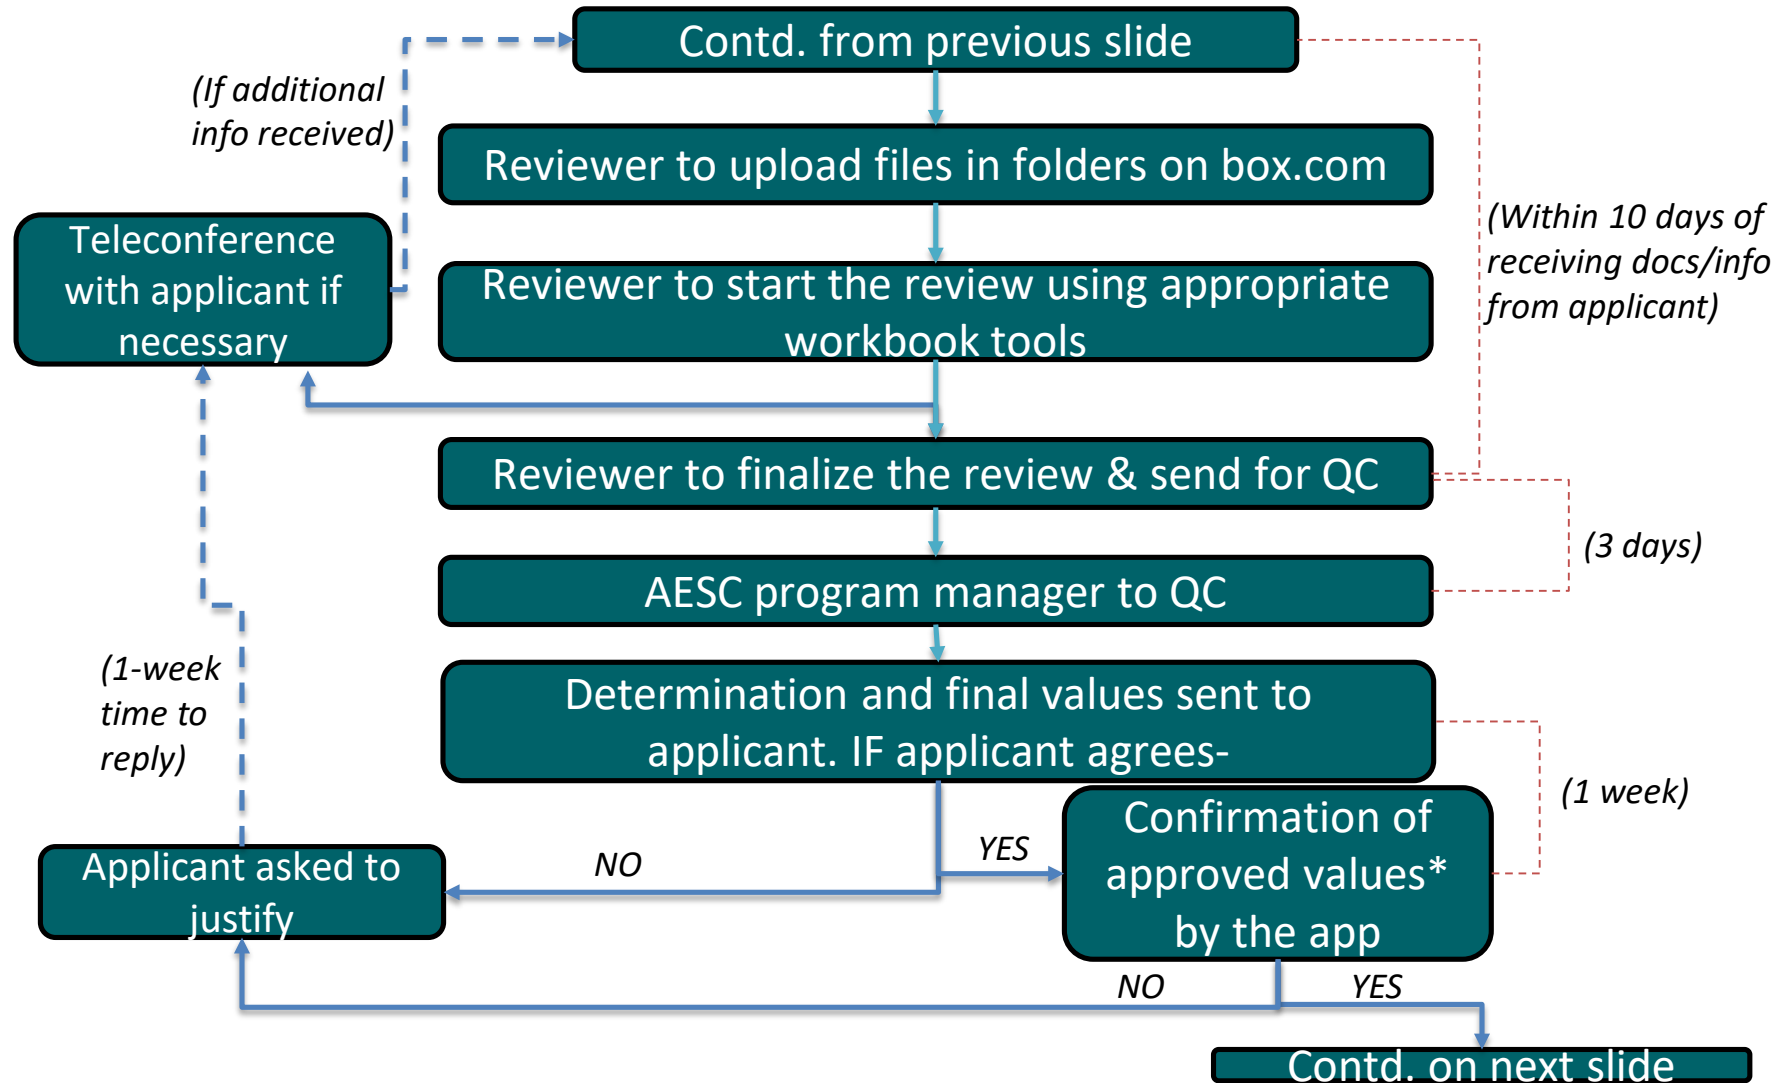 Contd. from previous slide
(If additional
info received)
Reviewer to upload files in folders on box.com
(Within 10 days of
receiving docs/info
from applicant)
Teleconference
with applicant if
necessary
Reviewer to start the review using appropriate
workbook tools
Reviewer to finalize the review & send for QC
(3 days)
AESC program manager to QC
(1-week
time to
reply)
Determination and final values sent to
applicant. IF applicant agrees-
(1 week)
NO
YES
Confirmation of
approved values*
by the app
Applicant asked to
justify
NO
YES
Contd. on next slide